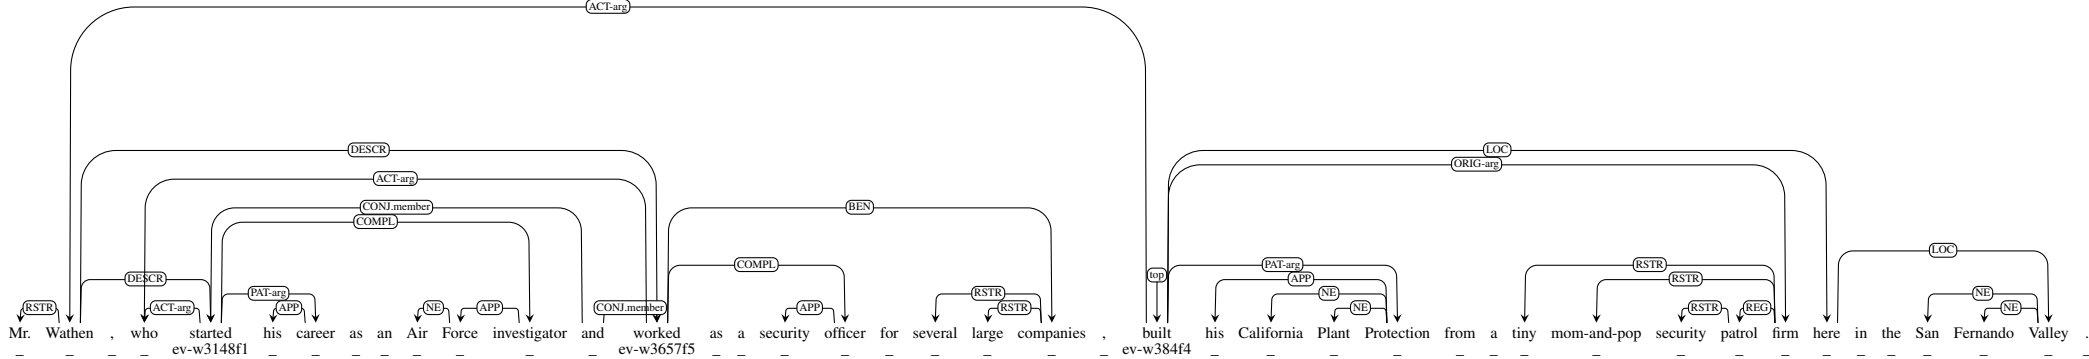 ACT-arg
DESCR LOC
ORIG-arg
ACT-arg
CONJ.member BEN
COMPL
LOC
COMPL top PAT-arg RSTR
DESCR APP RSTR
PAT-arg RSTR NE NE
RSTR ACT-arg APP NE APP CONJ.member APP RSTR NE RSTR REG NE
Mr. Wathen , who started his career as an Air Force investigator and worked as a security officer for several large companies , built his California Plant Protection from a tiny mom-and-pop security patrol firm here in the San Fernando Valley .
_ _ _ _ ev-w3148f1 _ _ _ _ _ _ _ _ ev-w3657f5 _ _ _ _ _ _ _ _ _ ev-w384f4 _ _ _ _ _ _ _ _ _ _ _ _ _ _ _ _ _ _